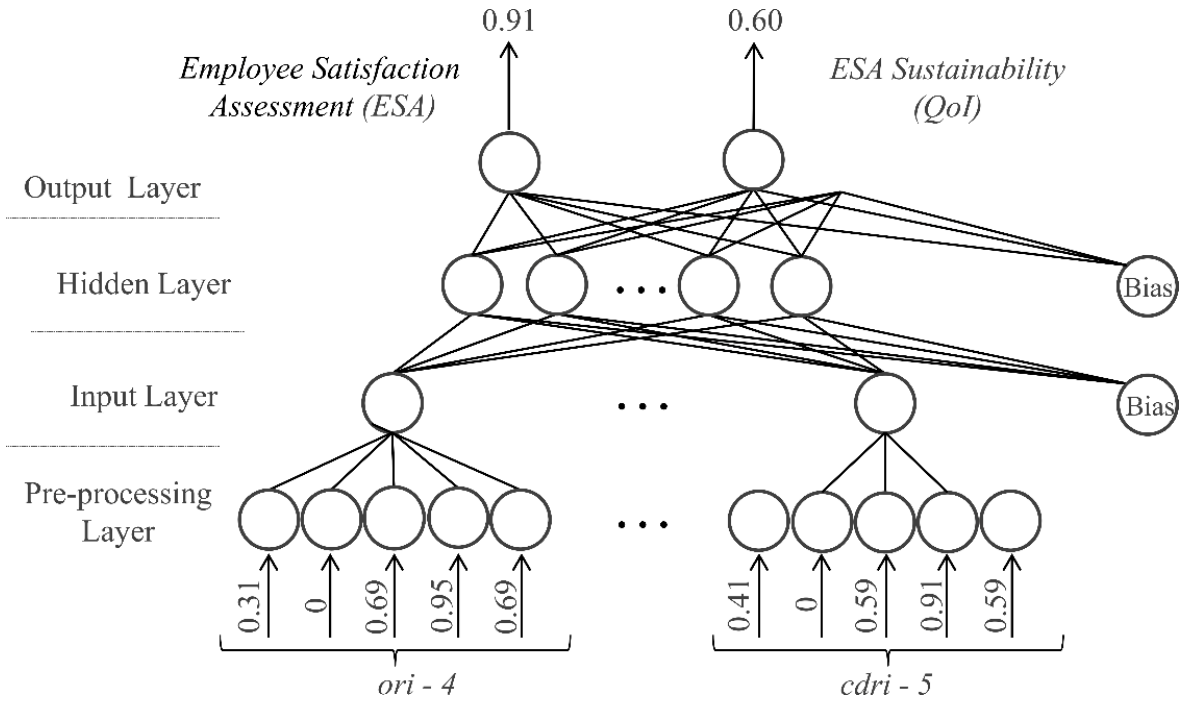 0.91 0.60
Employee Satisfaction
Assessment (ESA)
ESA Sustainability
(QoI)
Output Layer
Hidden Layer
. . .
Bias
Input Layer
. . .
Bias
Pre-processing
Layer
. . .
0.31 0 0.69 0.95 0.69
0.41 0 0.59 0.91 0.59
ori - 4
cdri - 5